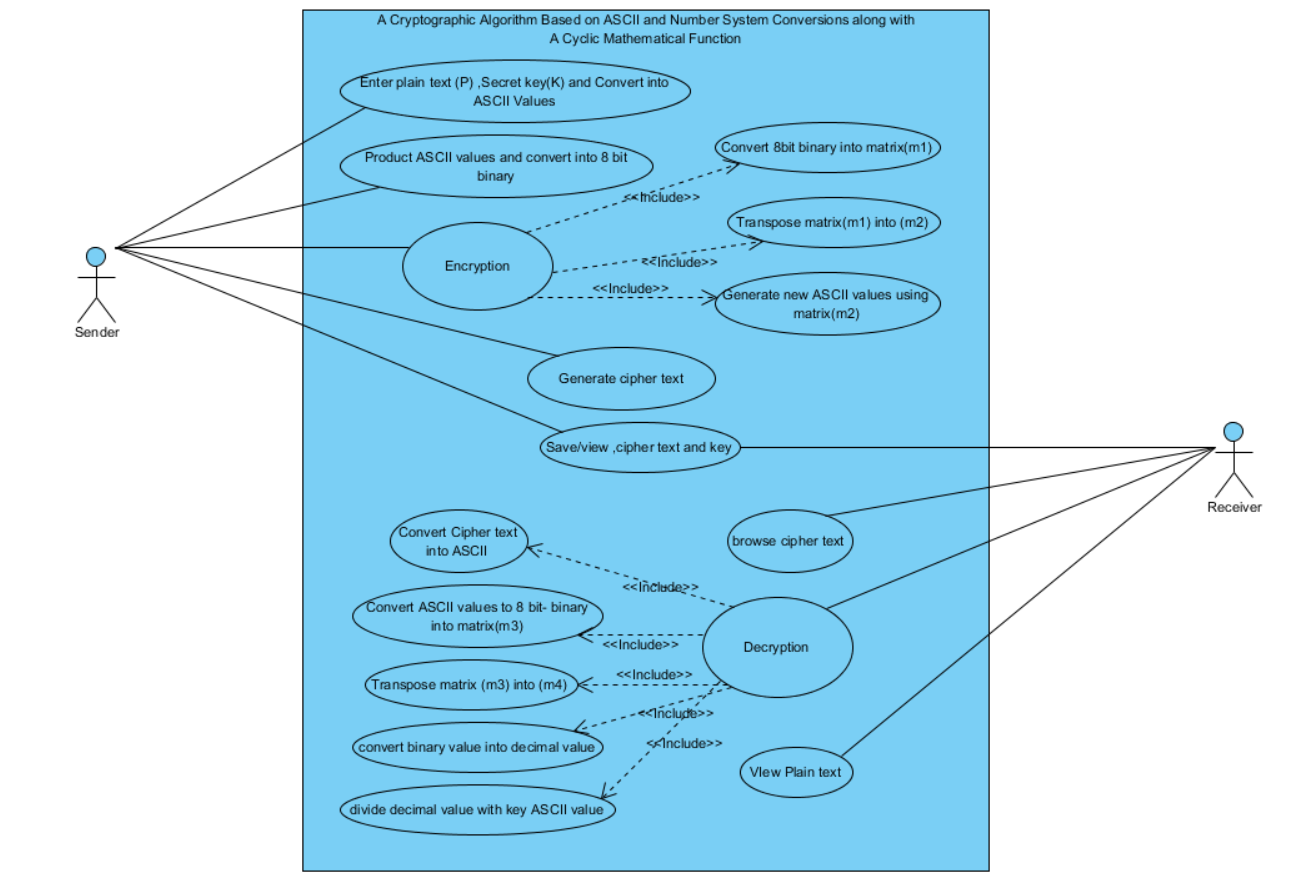 A Cryptographic Algorithm Based on ASCII and Number System Conversions along with
A Cyclic Mathematical Function
Enter plain text (P) ,Secret key(K) and Convert into
ASCII Values
Product ASCII values and convert into 8 bit
binary
Convert 8bit binary into matrix(m1)
<<Include>>
Transpose matrix(m1) into (m2)
Encryption
<<Include>>
<<Include>>
Generate new ASCII values using
matrix(m2)
Sender
Generate cipher text
Save/view ,cipher text and key
Receiver
Convert Cipher text
into ASCII
browse cipher text
<<Include>>
Convert ASCII values to 8 bit- binary
into matrix(m3)
<<Include>>
Decryption
<<Include>>
Transpose matrix (m3) into (m4)
<<Include>>
<<Include>>
convert binary value into decimal value
VIew Plain text
divide decimal value with key ASCII value